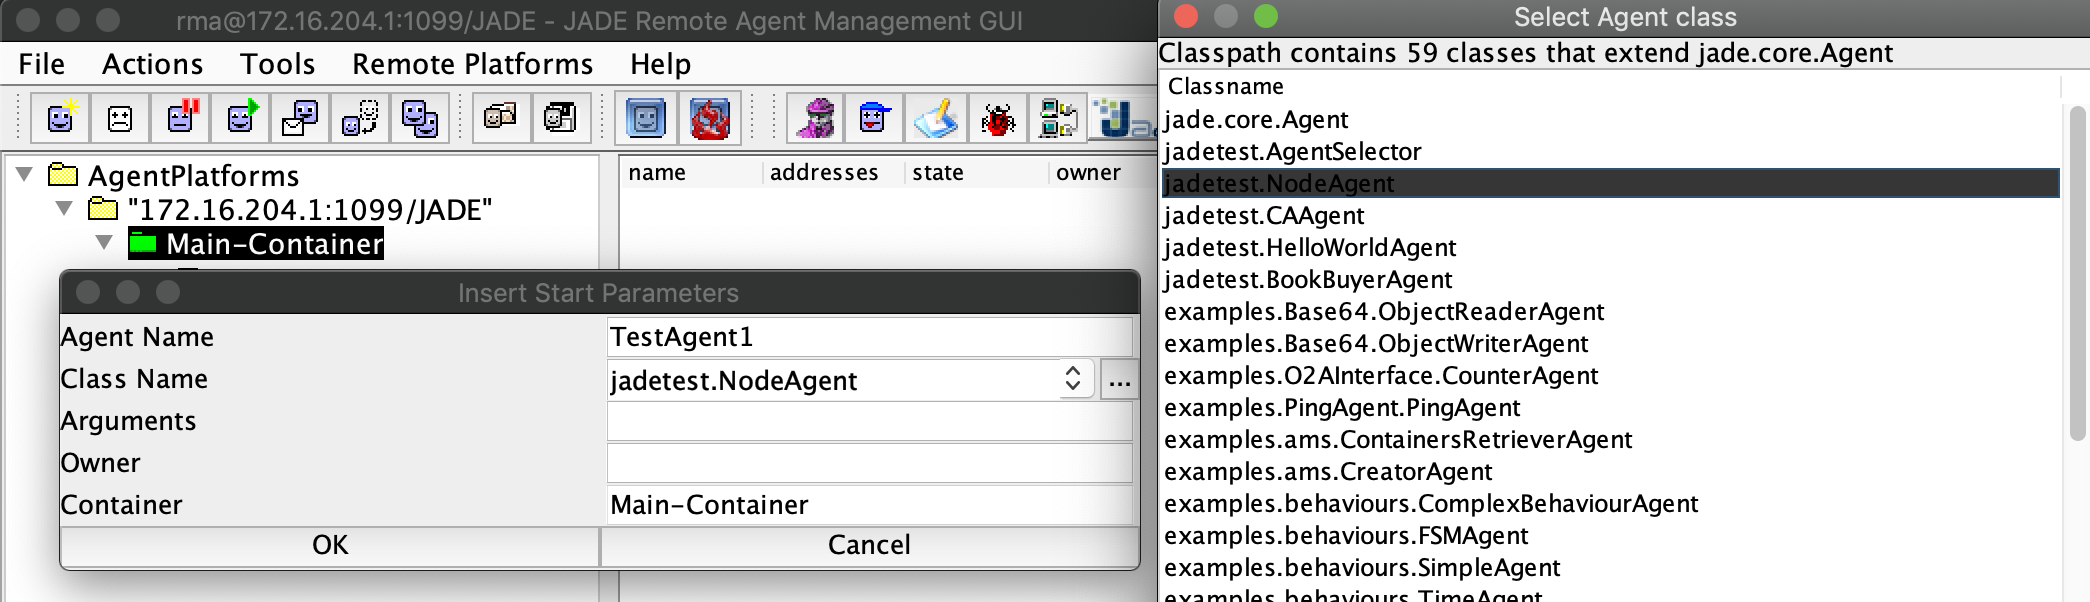 rma@172.16.204.1:1099/JADE - JADE Remote Agent Management GUI
File Actions Tools Remote Platforms Help
AgentPlatforms
"172.16.204.1:1099/JADE"
Main-Container
name addresses state owner
Insert Start Parameters
Agent Name TestAgent1
Class Name jadetest.NodeAgent ...
Arguments
Owner
Container Main-Container
OK Cancel
Select Agent class
Classpath contains 59 classes that extend jade.core.Agent
Classname
jade.core.Agent
jadetest.AgentSelector
jadetest.NodeAgent
jadetest.CAAgent
jadetest.HelloWorldAgent
jadetest.BookBuyerAgent
examples.Base64.ObjectReaderAgent
examples.Base64.ObjectWriterAgent
examples.O2AInterface.CounterAgent
examples.PingAgent.PingAgent
examples.ams.ContainersRetrieverAgent
examples.ams.CreatorAgent
examples.behaviours.ComplexBehaviourAgent
examples.behaviours.FSMAgent
examples.behaviours.SimpleAgent
examples.behaviours.TimeAgent